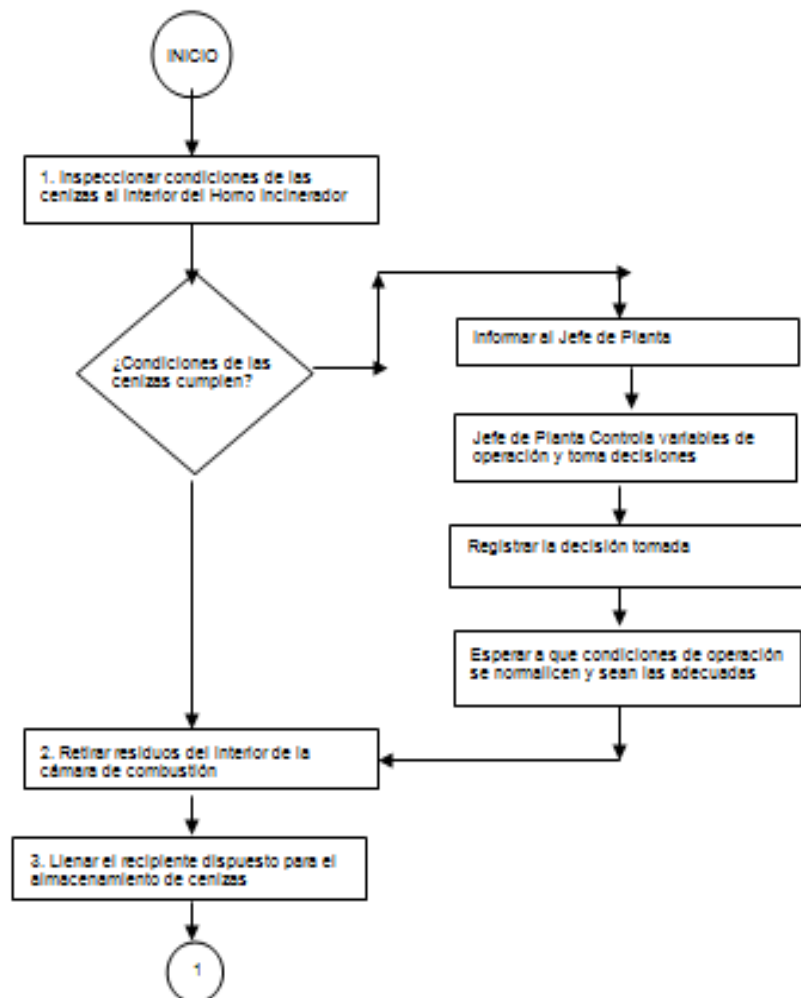 INICIO
1. Inspeccionar condiciones de las
cenizas al interior del Horno Incinerador
¿Condiciones de las
cenizas cumplen?
Informar al Jefe de Planta
Jefe de Planta Controla variables de
operación y toma decisiones
Registrar la decisión tomada
Esperar a que condiciones de operación
se normalicen y sean las adecuadas
2. Retirar residuos del interior de la
cámara de combustión
3. Llenar el recipiente dispuesto para el
almacenamiento de cenizas
1